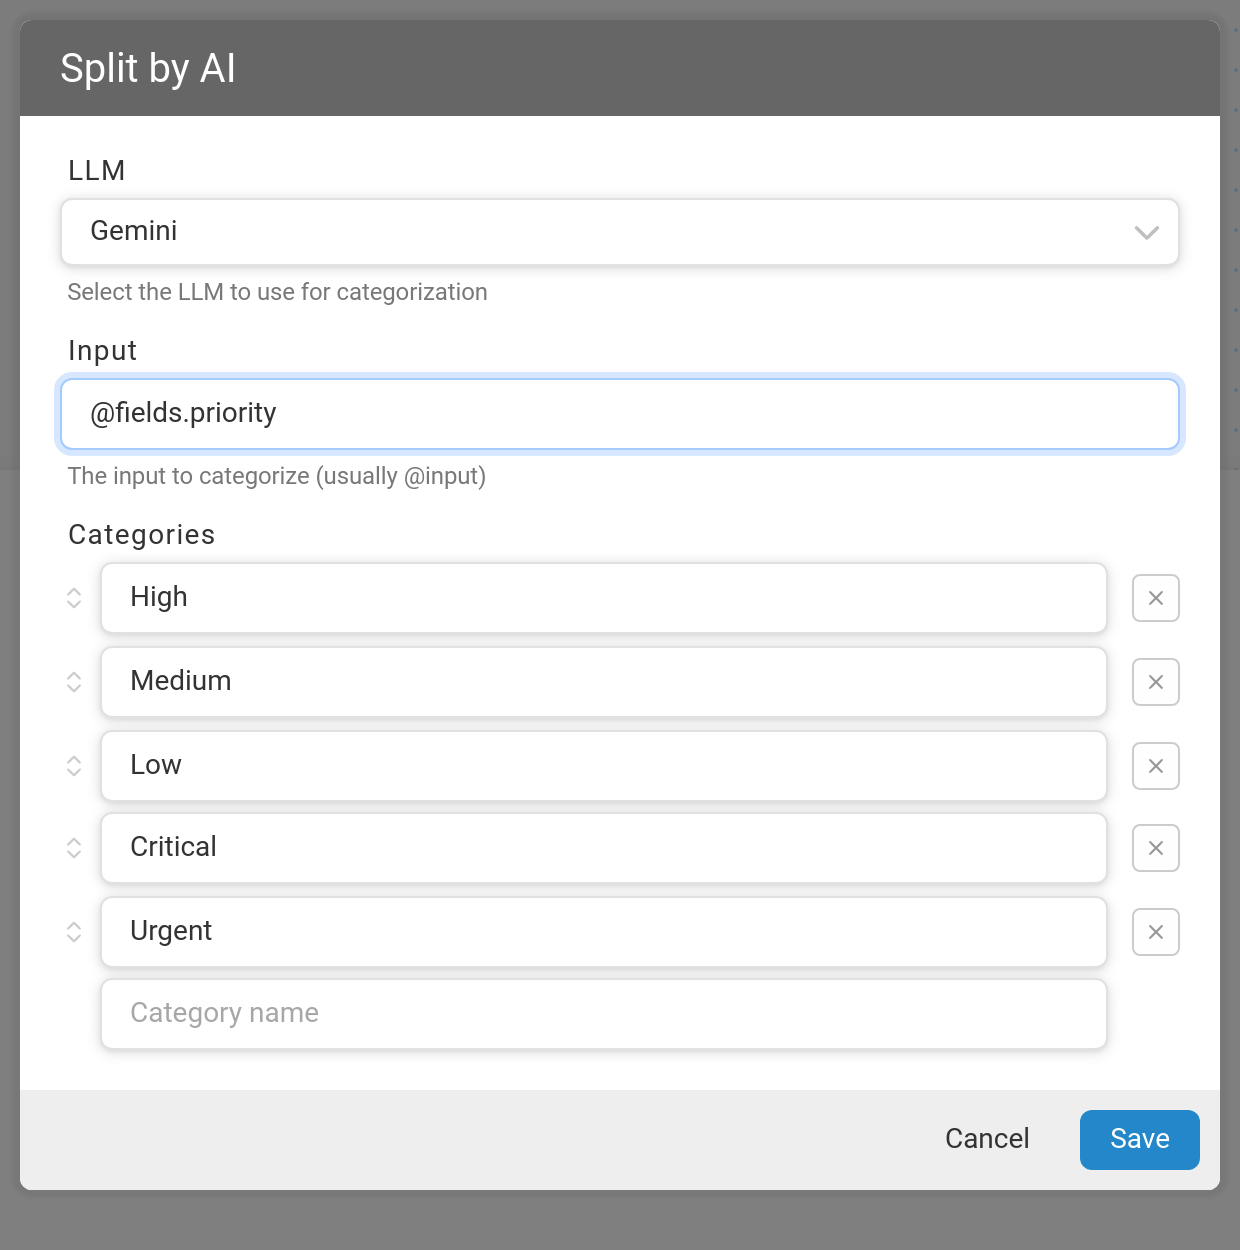 Split by AI
LLM
Gemini
Select the LLM to use for categorization
Input
@fields.priority
The input to categorize (usually @input)
Categories
High
Medium
Low
Critical
Urgent
Category name
Cancel
Save